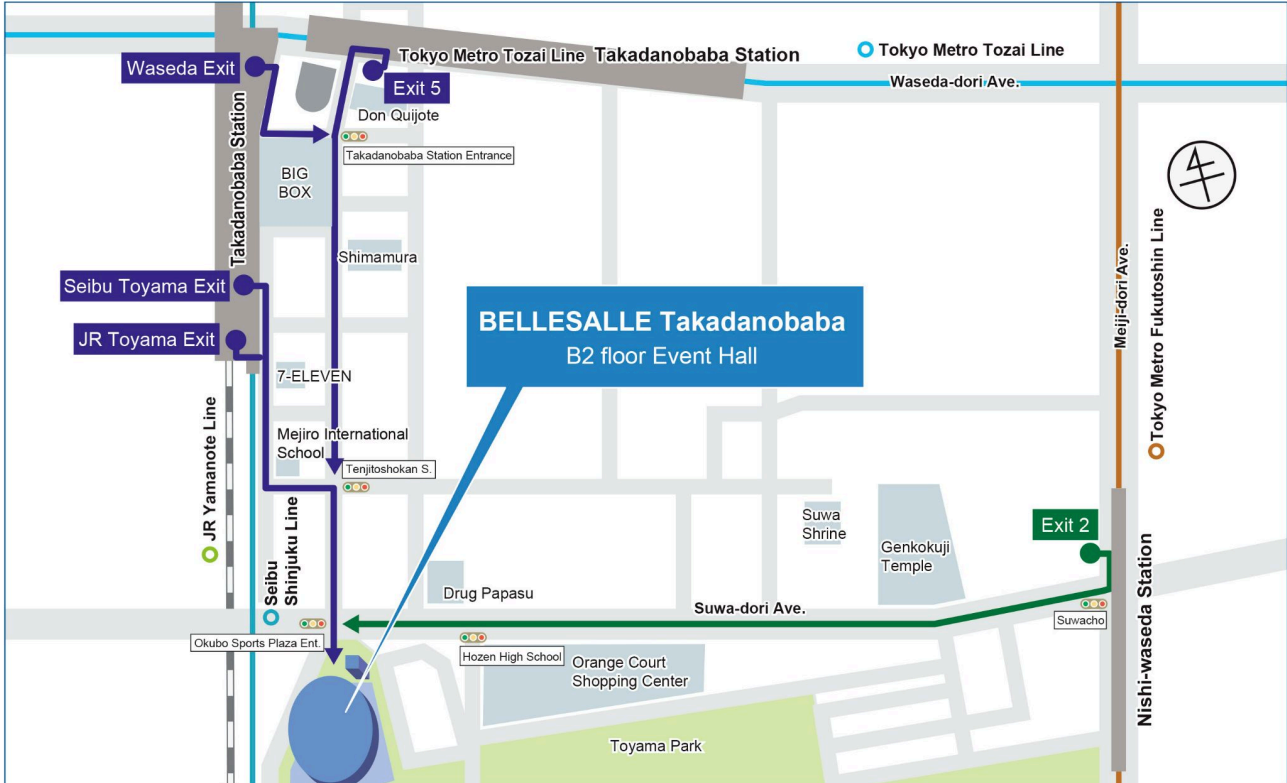 Waseda Exit
Tokyo Metro Tozai Line Takadanobaba Station
Tokyo Metro Tozai Line
Waseda-dori Ave.
Exit 5
Don Quijote
Takadanobaba Station Entrance
Takadanobaba Station
BIG
BOX
Shimamura
Seibu Toyama Exit
JR Toyama Exit
BELLESALLE Takadanobaba
B2 floor Event Hall
Meiji-dori Ave.
Tokyo Metro Fukutoshin Line
7-ELEVEN
Mejiro International
School
Tenjitoshokan S.
JR Yamanote Line
Seibu
Shinjuku Line
Suwa
Shrine
Genkokuji
Temple
Exit 2
Nishi-waseda Station
Drug Papasu
Suwa-dori Ave.
Suwacho
Okubo Sports Plaza Ent.
Hozen High School
Orange Court
Shopping Center
Toyama Park